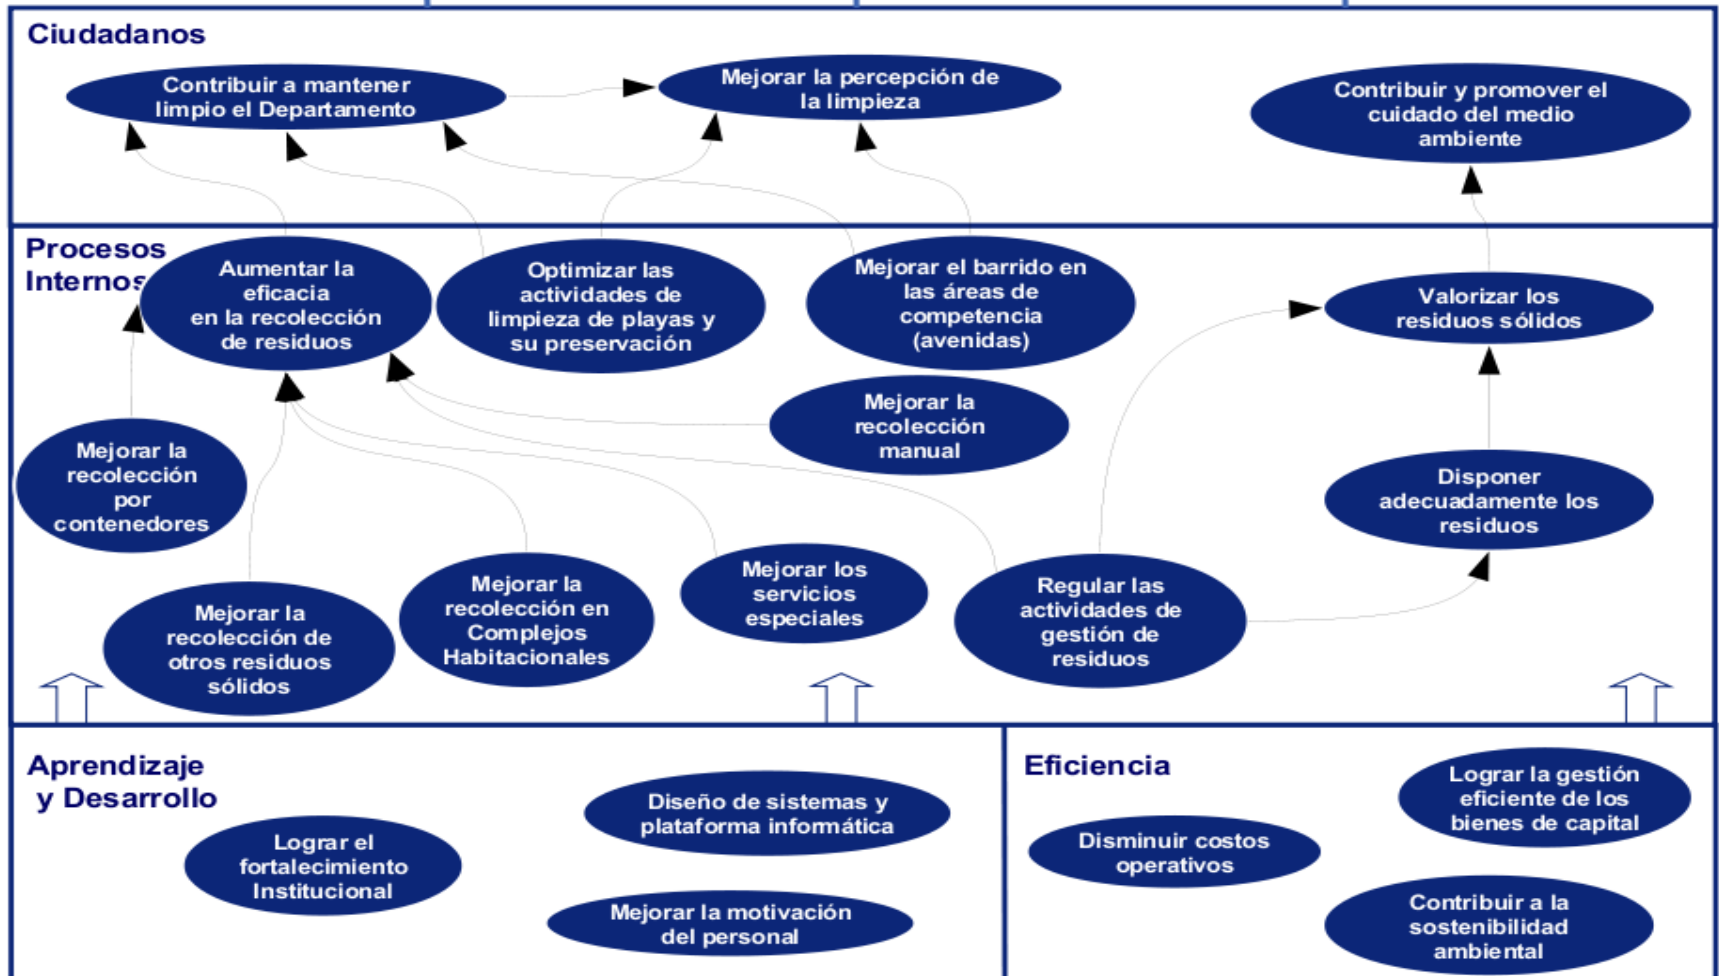 Ciudadanos
Contribuir a mantener
limpio el Departamento
Mejorar la percepción de
la limpieza
Contribuir y promover el
cuidado del medio
ambiente
Procesos
Internos
Aumentar la
eficacia
en la recolección
de residuos
Optimizar las
actividades de
limpieza de playas y
su preservación
Mejorar el barrido en
las áreas de
competencia
(avenidas)
Valorizar los
residuos sólidos
Mejorar la
recolección
manual
Mejorar la
recolección
por
contenedores
Disponer
adecuadamente los
residuos
Mejorar la
recolección de
otros residuos
sólidos
Mejorar la
recolección en
Complejos
Habitacionales
Mejorar los
servicios
especiales
Regular las
actividades de
gestión de
residuos
Aprendizaje
y Desarrollo
Lograr el
fortalecimiento
Institucional
Diseño de sistemas y
plataforma informática
Mejorar la motivación
del personal
Eficiencia
Disminuir costos
operativos
Lograr la gestión
eficiente de los
bienes de capital
Contribuir a la
sostenibilidad
ambiental